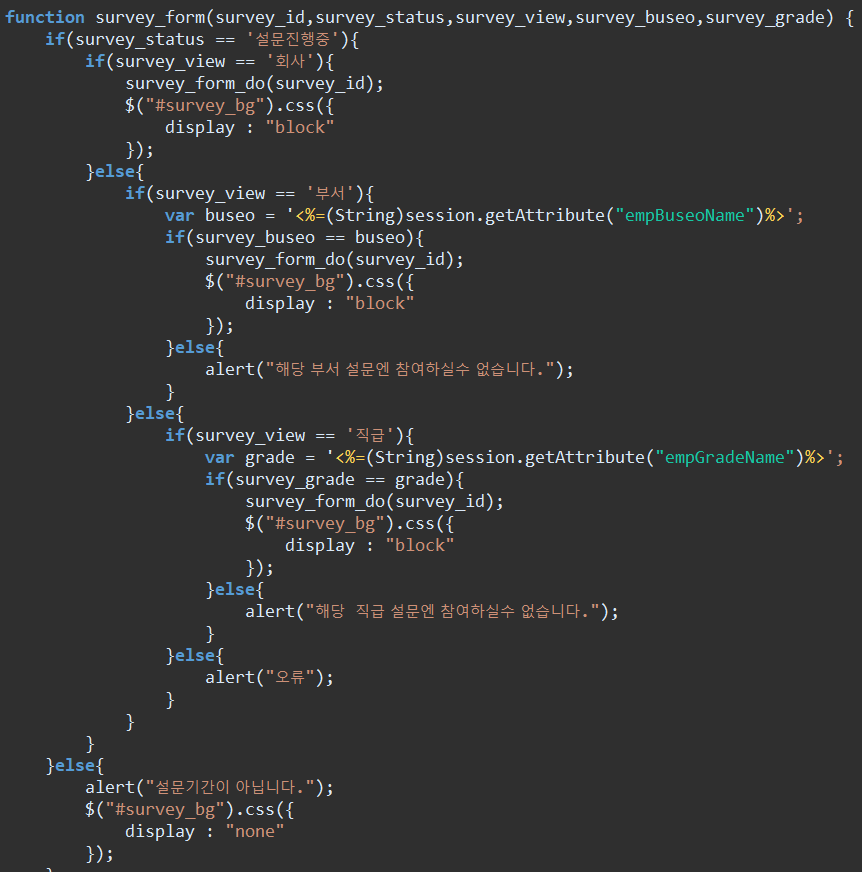 function survey_form(survey_id,survey_status,survey_view,survey_buseo,survey_grade) {
if(survey_status == '설문진행중'){
if(survey_view == '회사'){
survey_form_do(survey_id);
$("#survey_bg").css({
display : "block"
});
}else{
if(survey_view == '부서'){
var buseo = '<%=(String)session.getAttribute("empBuseoName")%>';
if(survey_buseo == buseo){
survey_form_do(survey_id);
$("#survey_bg").css({
display : "block"
});
}else{
alert("해당 부서 설문엔 참여하실수 없습니다.");
}
}else{
if(survey_view == '직급'){
var grade = '<%=(String)session.getAttribute("empGradeName")%>';
if(survey_grade == grade){
survey_form_do(survey_id);
$("#survey_bg").css({
display : "block"
});
}else{
alert("해당  직급 설문엔 참여하실수 없습니다.");
}
}else{
alert("오류");
}
}
}
}else{
alert("설문기간이 아닙니다.");
$("#survey_bg").css({
display : "none"
});
}